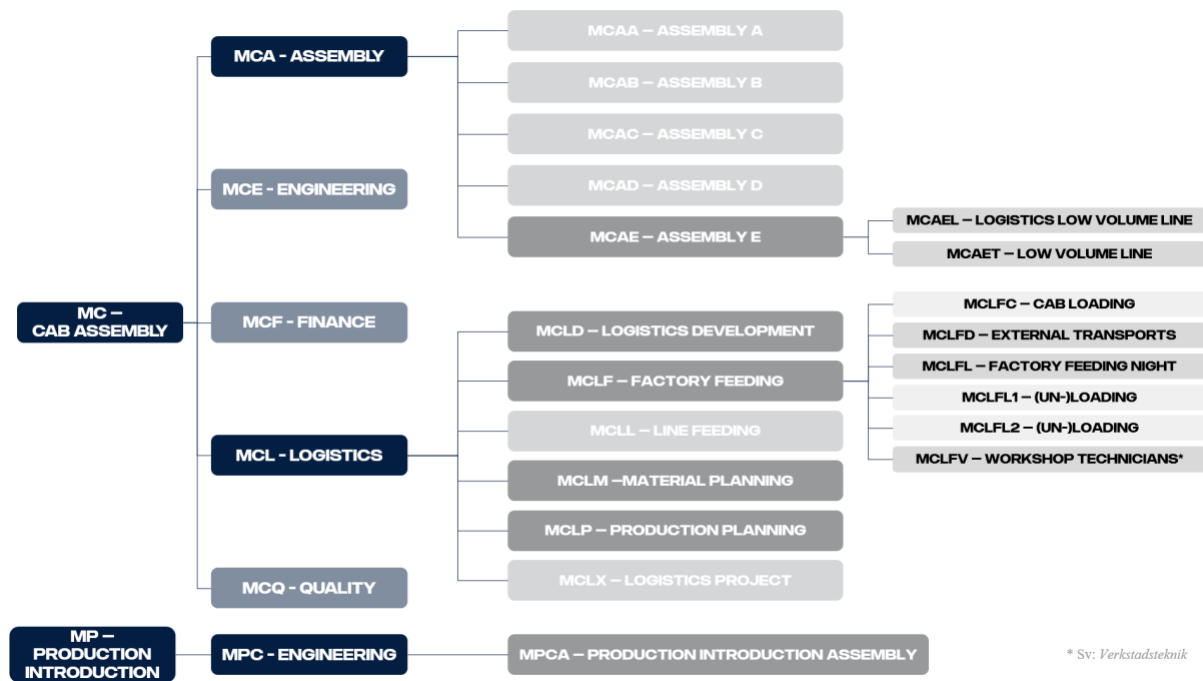 MC –
CAB ASSEMBLY
MCA - ASSEMBLY
MCAA – ASSEMBLY A
MCAB – ASSEMBLY B
MCAC – ASSEMBLY C
MCAD – ASSEMBLY D
MCAE – ASSEMBLY E
MCAEL – LOGISTICS LOW VOLUME LINE
MCAET – LOW VOLUME LINE
MCE - ENGINEERING
MCF - FINANCE
MCL - LOGISTICS
MCLD – LOGISTICS DEVELOPMENT
MCLF – FACTORY FEEDING
MCLFC – CAB LOADING
MCLFD – EXTERNAL TRANSPORTS
MCLFL – FACTORY FEEDING NIGHT
MCLFL1 – (UN-)LOADING
MCLFL2 – (UN-)LOADING
MCLFV – WORKSHOP TECHNICIANS*
MCLL – LINE FEEDING
MCLM –MATERIAL PLANNING
MCLP – PRODUCTION PLANNING
MCLX – LOGISTICS PROJECT
MCQ - QUALITY
MP –
PRODUCTION
INTRODUCTION
MPC - ENGINEERING
MPCA – PRODUCTION INTRODUCTION ASSEMBLY
* Sv: Verkstadsteknik